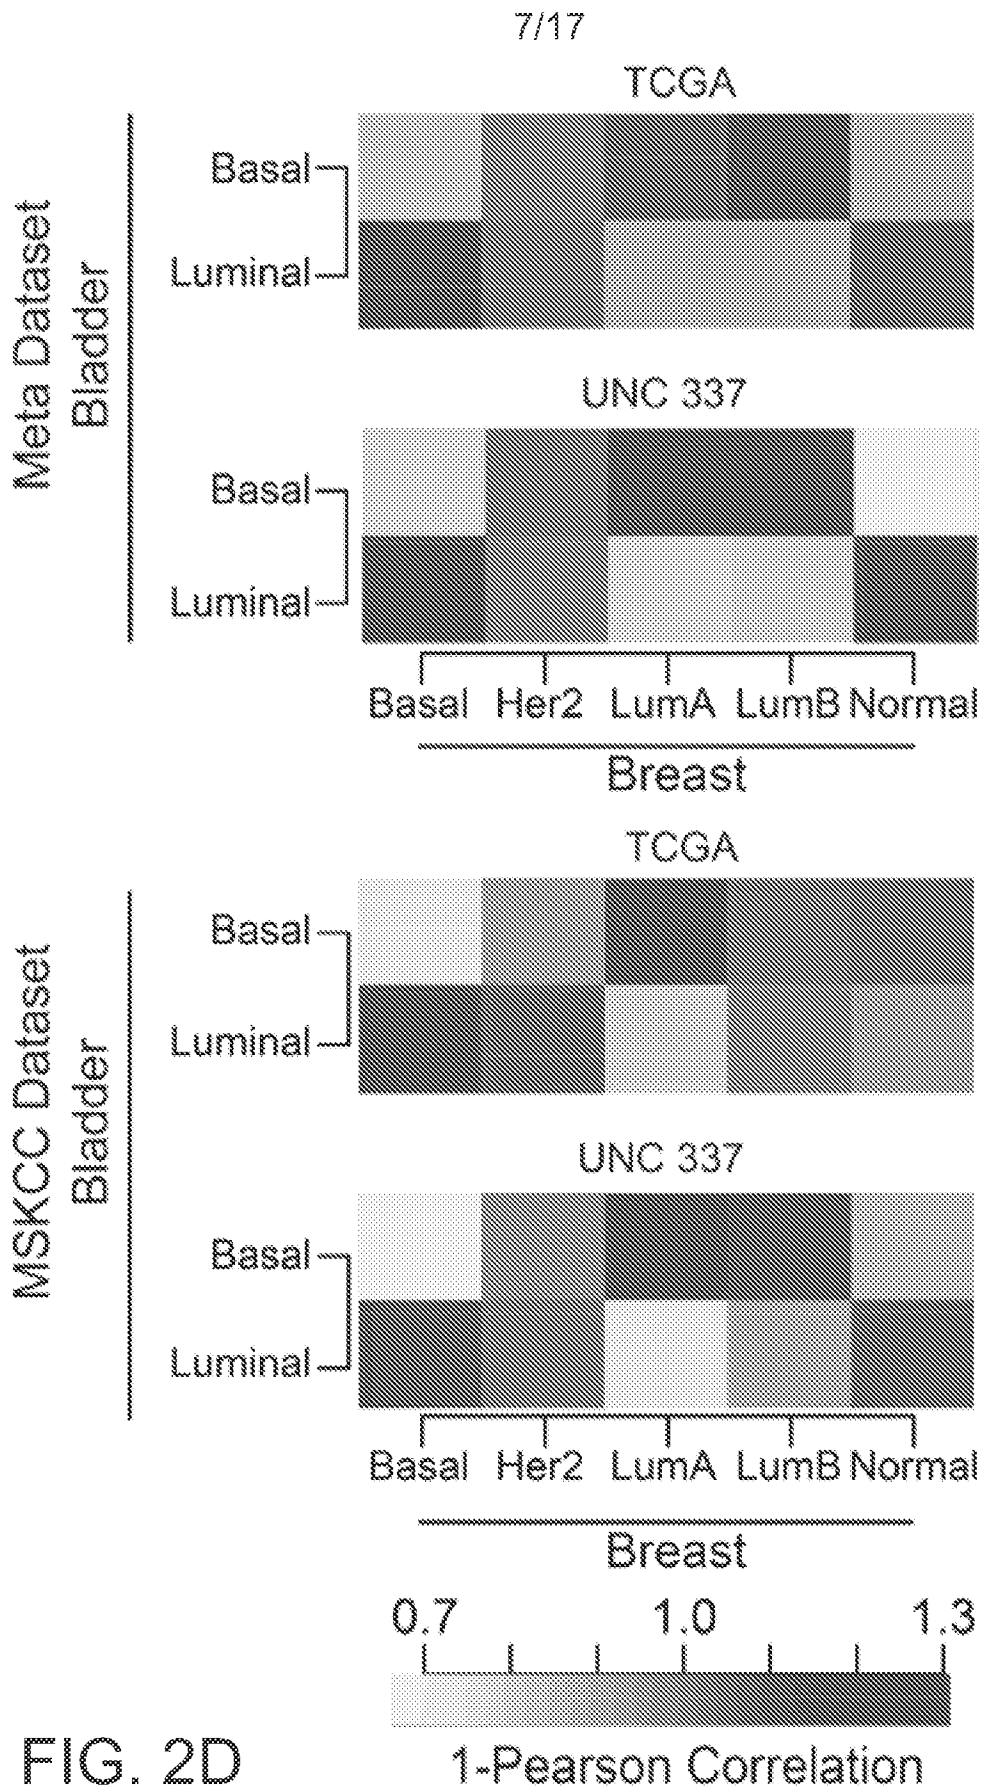 7/17
TCGA
Meta Dataset
Bladder
Basal
Luminal
UNC 337
Basal
Luminal
Basal Her2 LumA LumB Normal
Breast
TCGA
MSKCC Dataset
Bladder
Basal
Luminal
UNC 337
Basal
Luminal
Basal Her2 LumA LumB Normal
Breast
0.7 1.0 1.3
1-Pearson Correlation
FIG. 2D